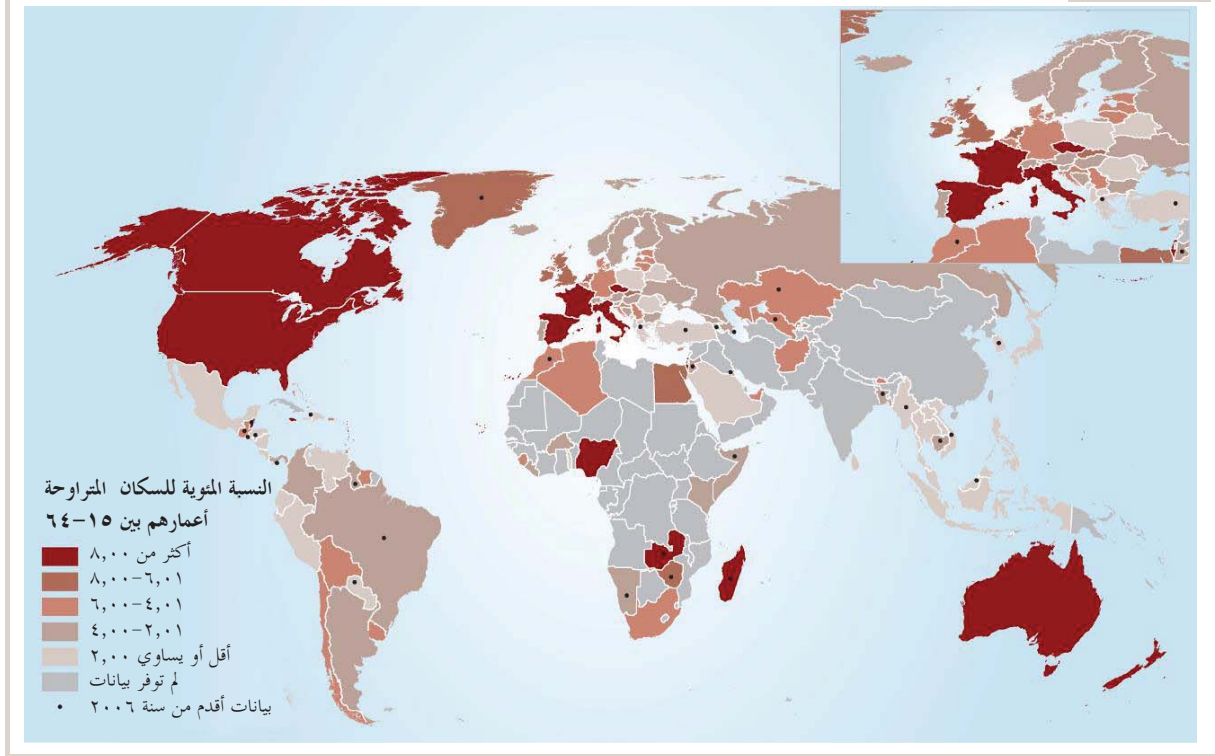 النسبة المئوية للسكان المتراوحة
أعمارهم بين ١٥-٦٤
أكثر من ٨,٠٠
٨,٠٠-٦,٠١
٦,٠٠-٤,٠١
٤,٠٠-٢,٠١
أقل أو يساوي ٢,٠٠
لم توفر بيانات
بيانات أقدم من سنة ٢٠٠٦